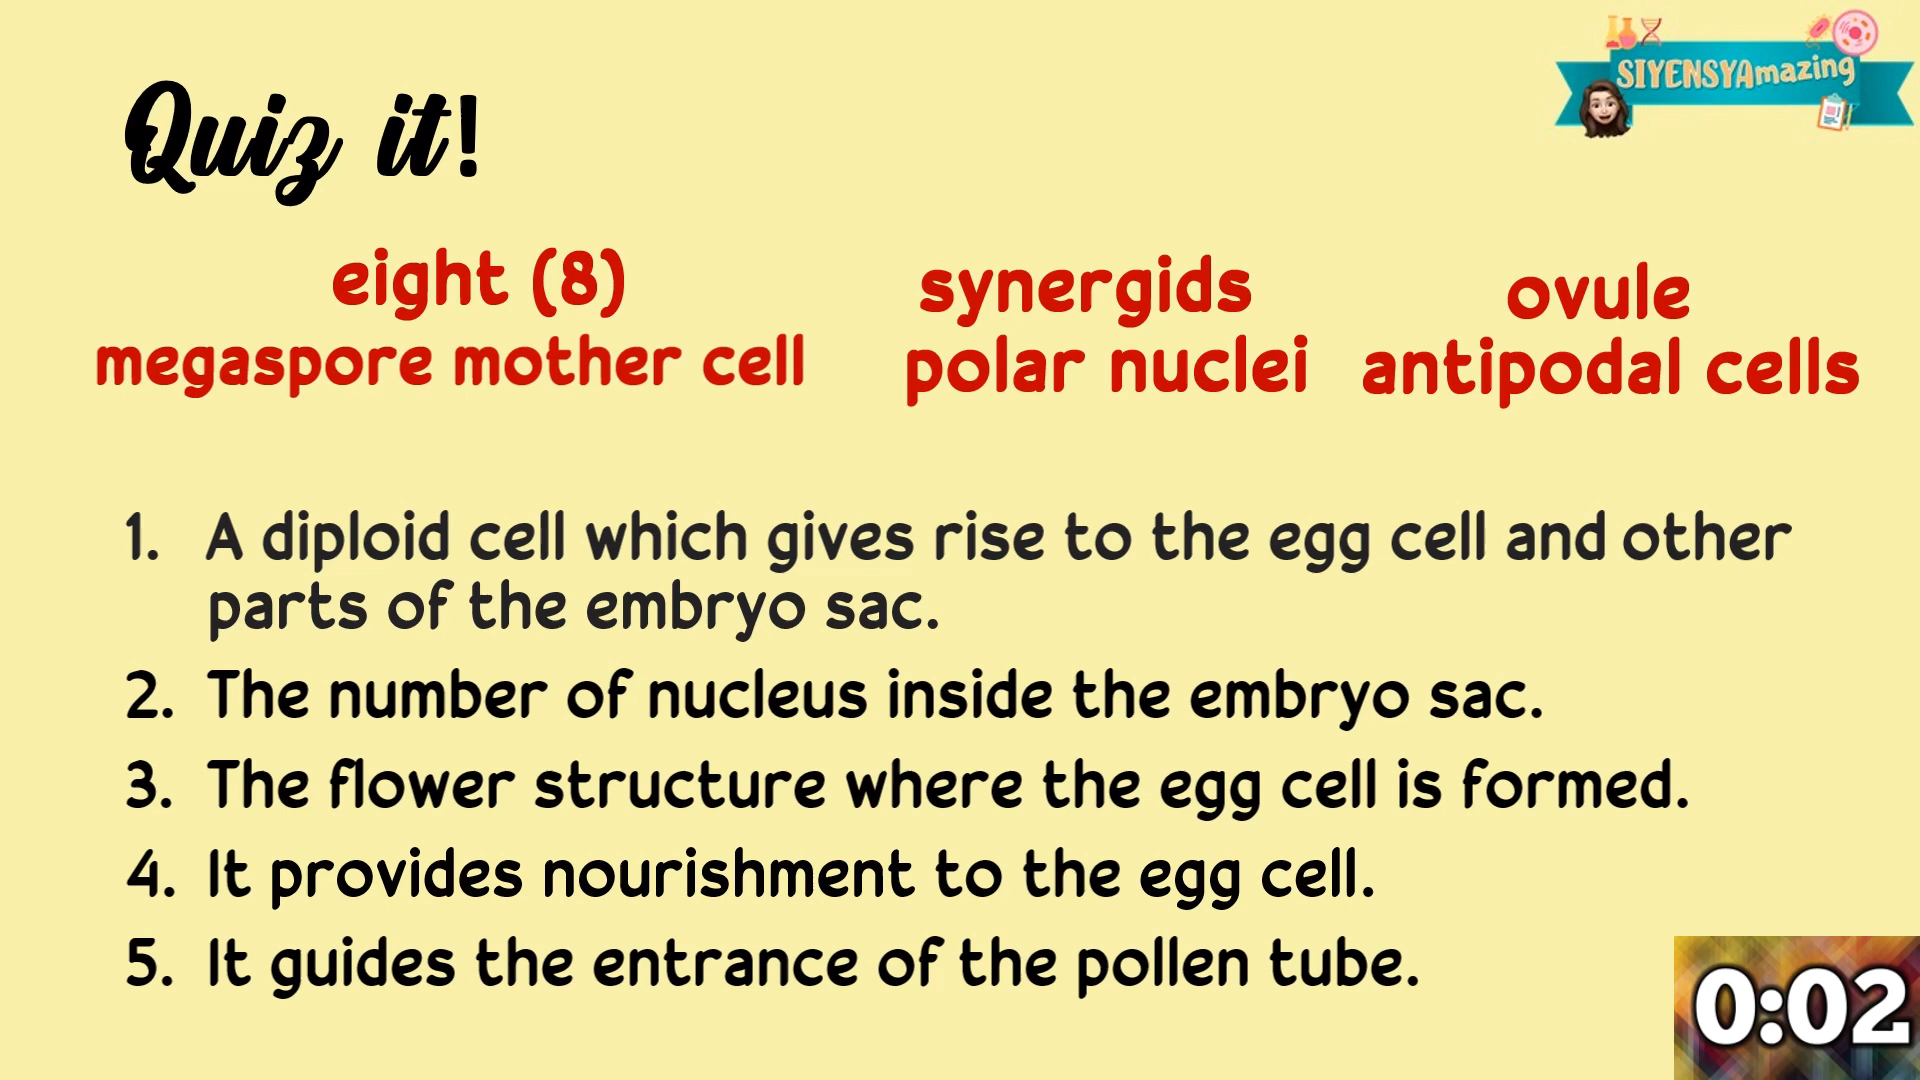 SIYENSYAmazing
Quiz it!
eight (8)
synergids
ovule
megaspore mother cell
polar nuclei
antipodal cells
1. A diploid cell which gives rise to the egg cell and other
parts of the embryo sac.
2. The number of nucleus inside the embryo sac.
3. The flower structure where the egg cell is formed.
4. It provides nourishment to the egg cell.
5. It guides the entrance of the pollen tube.
0:02